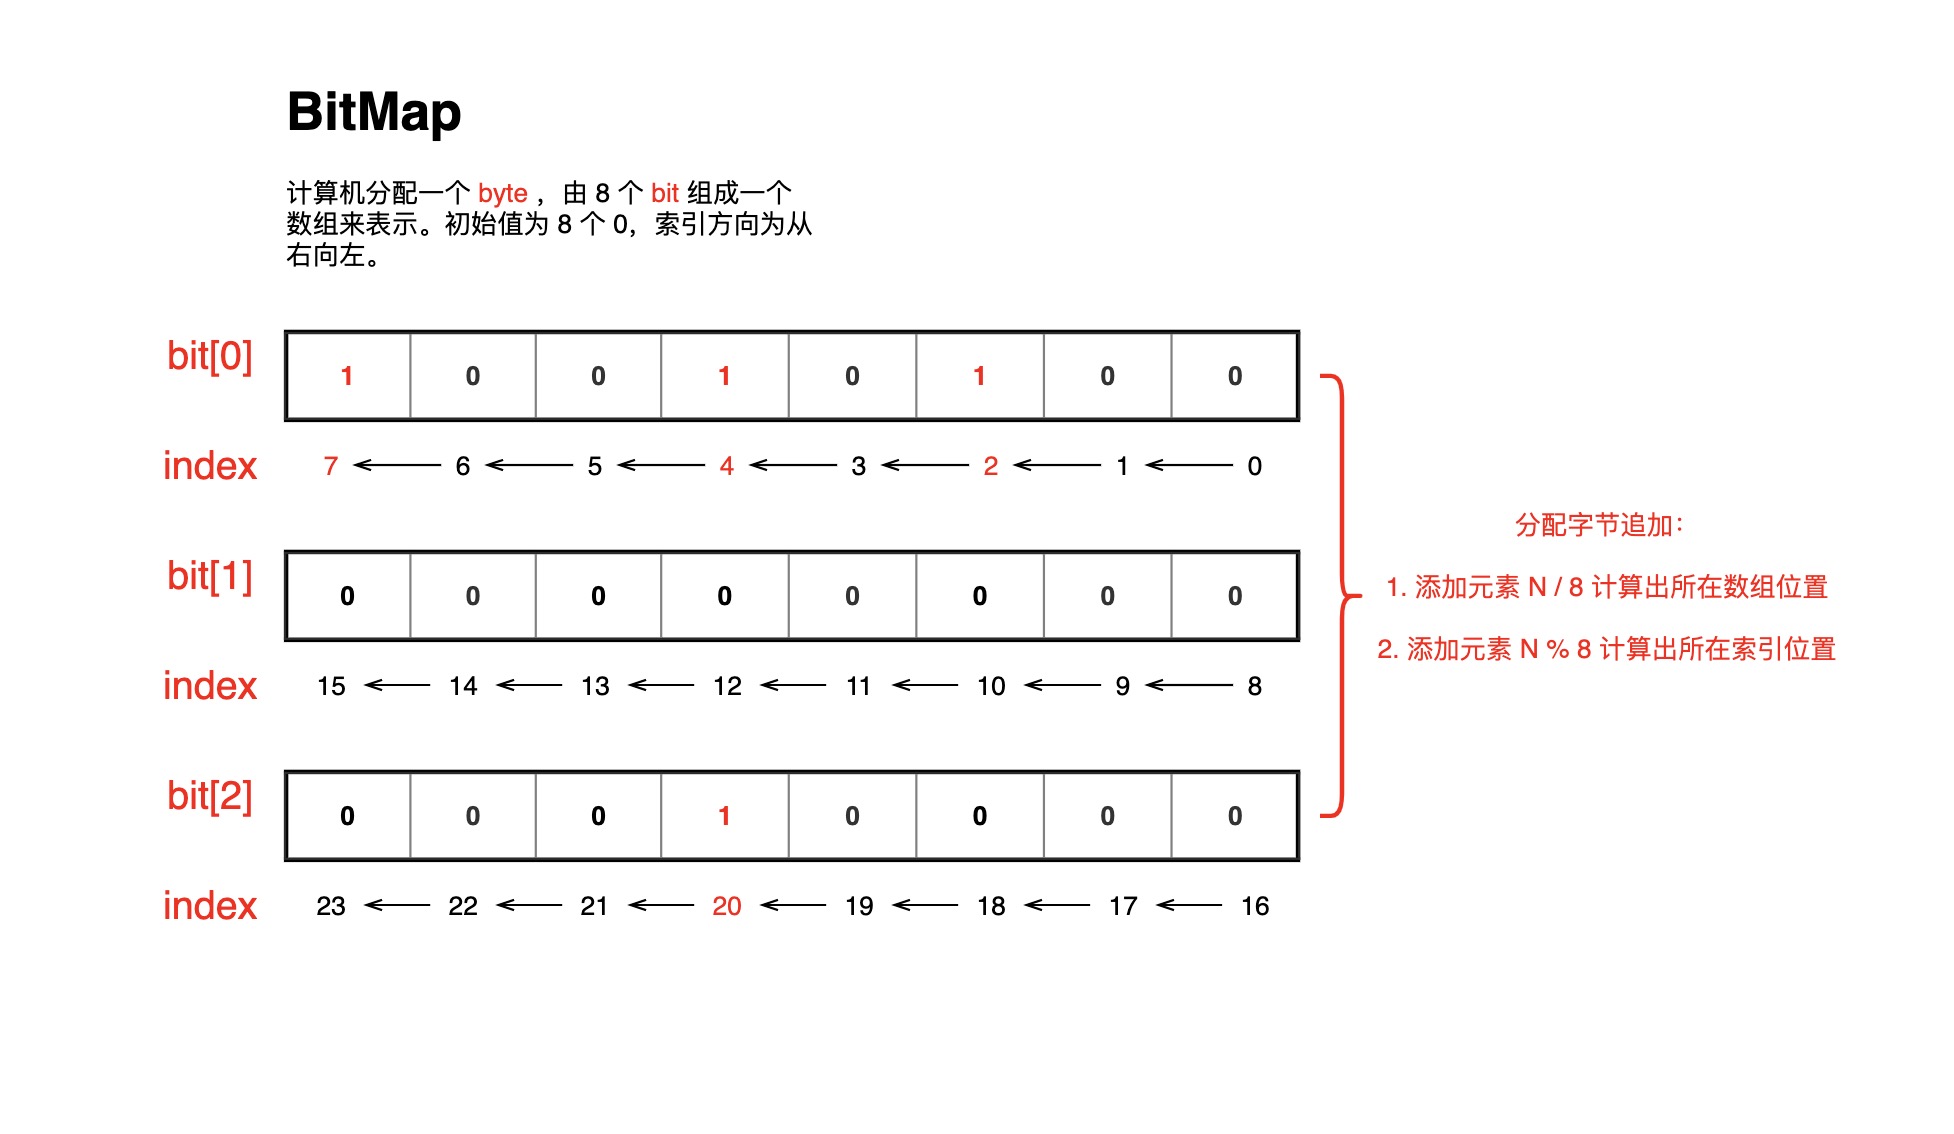 BitMap
计算机分配一个 byte ，由 8 个 bit 组成一个
数组来表示。初始值为 8 个 0，索引方向为从
右向左。
bit[0] 1 0 0 1 0 1 0 0
index 7 6 5 4 3 2 1 0
bit[1] 0 0 0 0 0 0 0 0
index 15 14 13 12 11 10 9 8
bit[2] 0 0 0 1 0 0 0 0
index 23 22 21 20 19 18 17 16
分配字节追加：
1. 添加元素 N / 8 计算出所在数组位置
2. 添加元素 N % 8 计算出所在索引位置